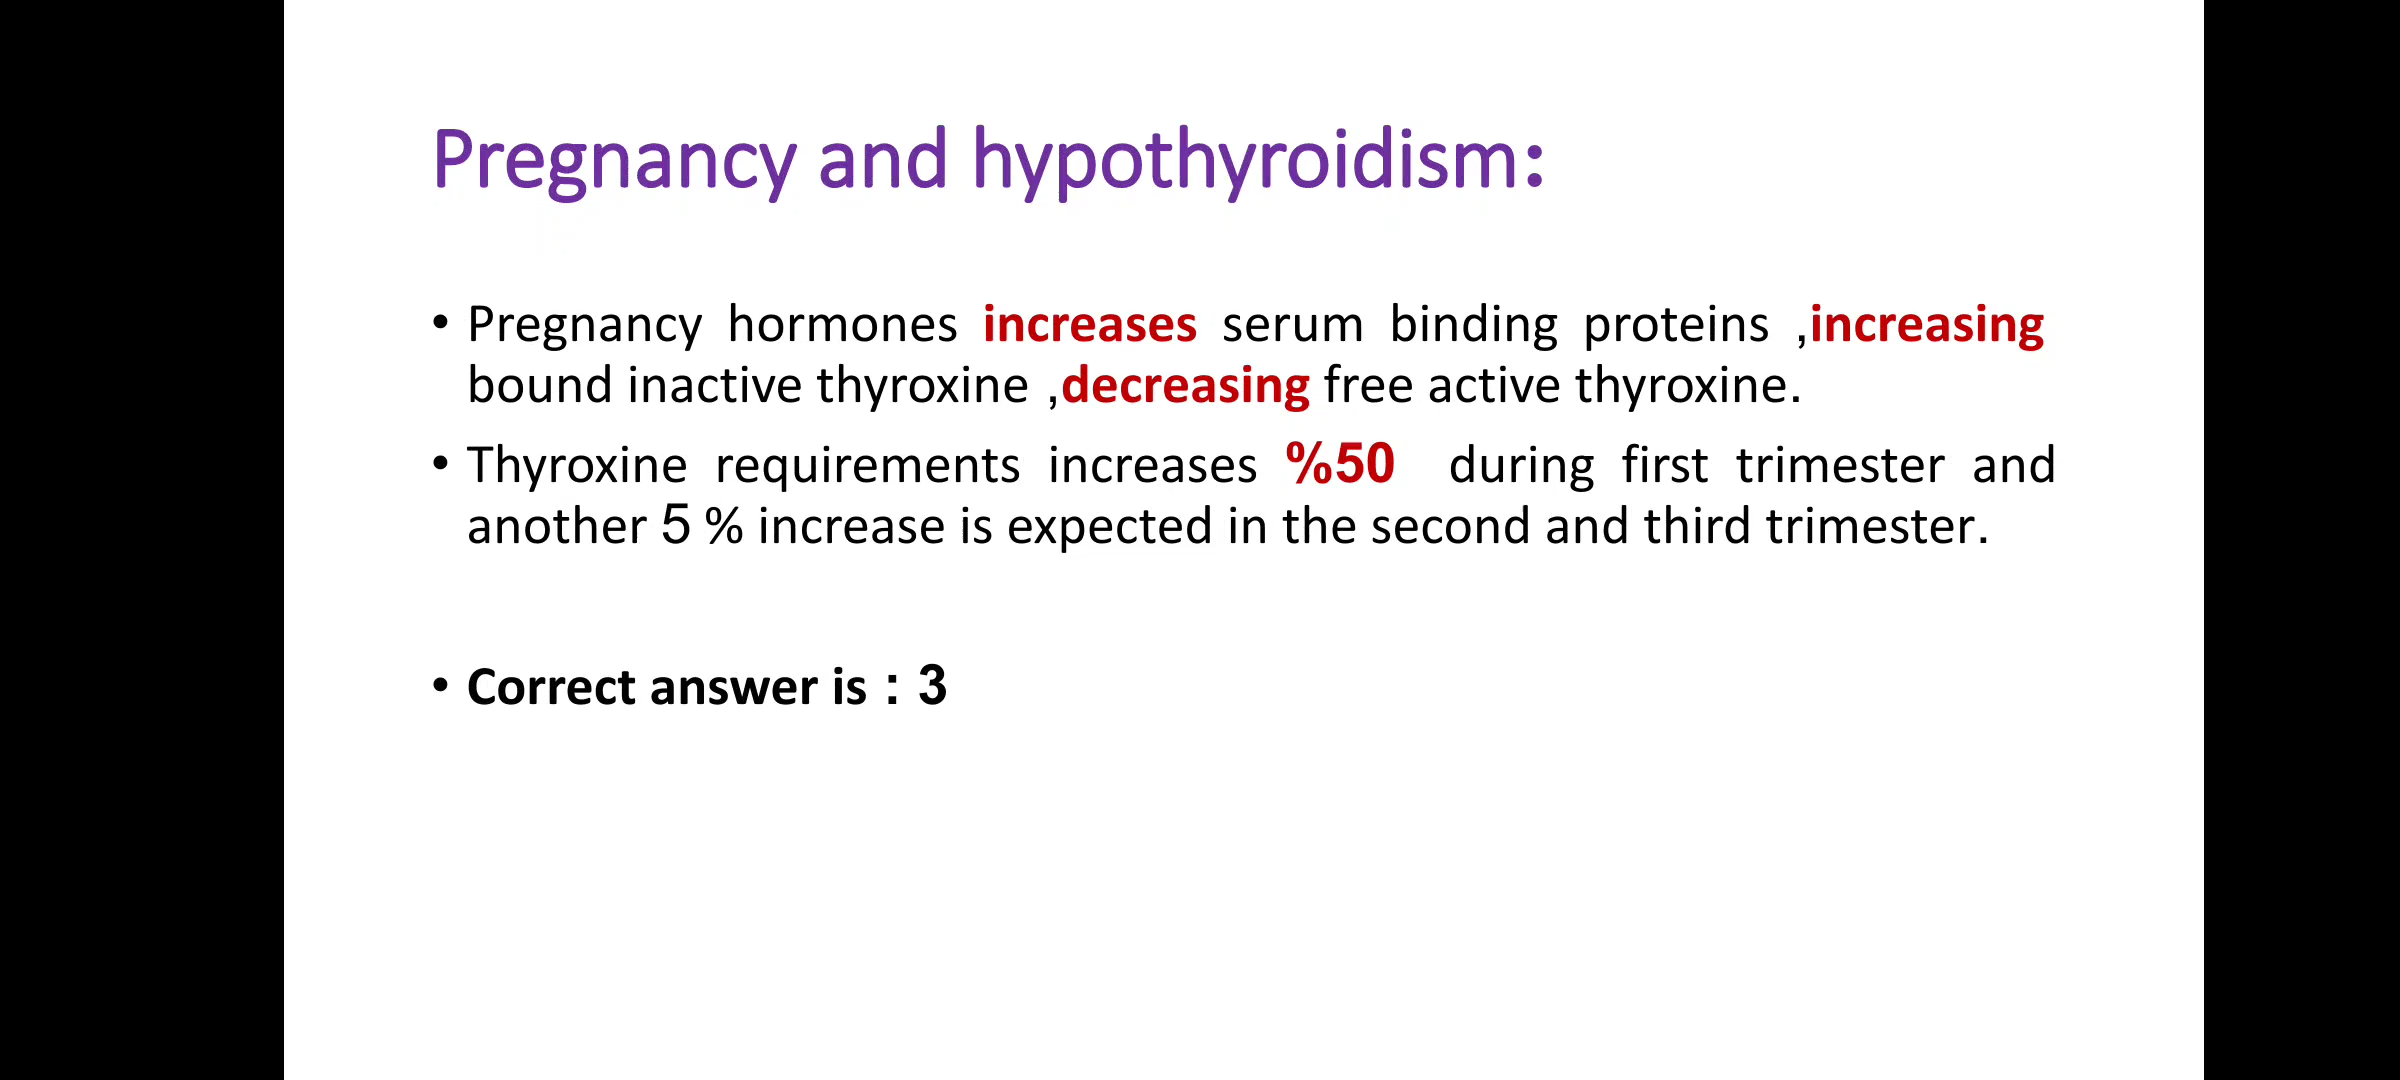 Pregnancy and hypothyroidism:
• Pregnancy hormones increases serum binding proteins ,increasing
bound inactive thyroxine ,decreasing free active thyroxine.
• Thyroxine requirements increases %50 during first trimester and
another 5 % increase is expected in the second and third trimester.
• Correct answer is : 3